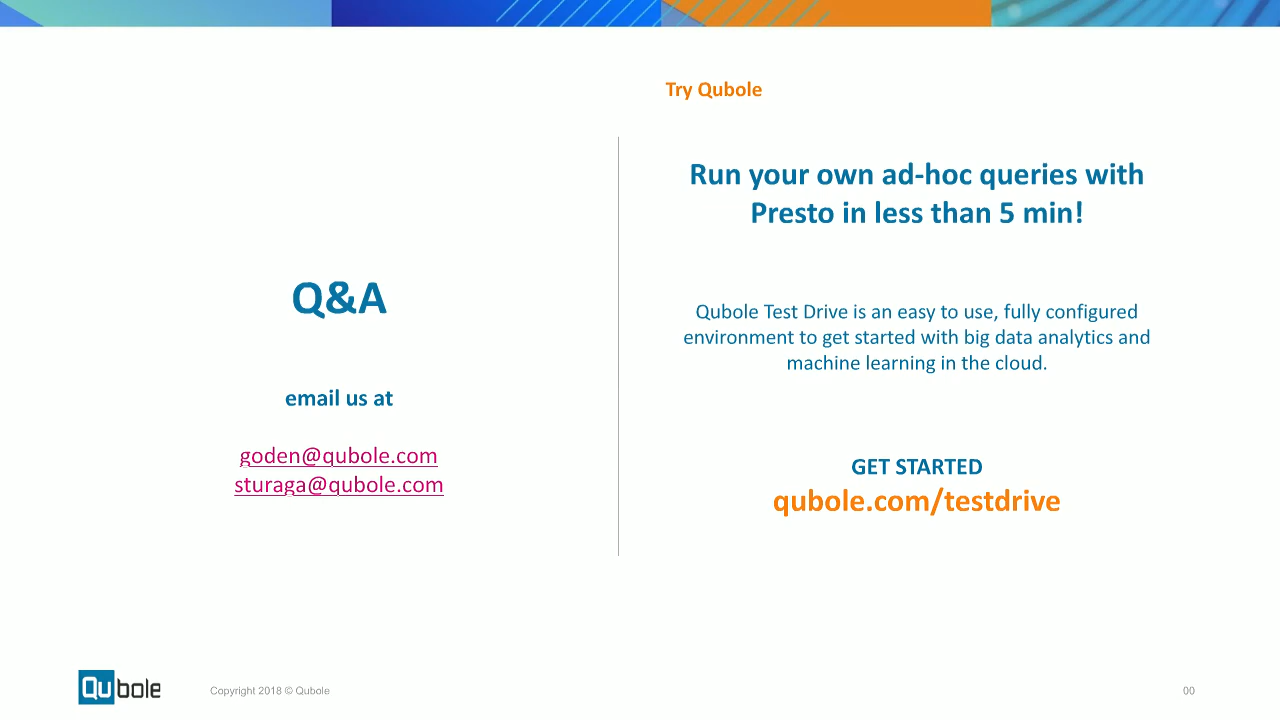 Try Qubole
Q&A
email us at
goden@qubole.com
sturaga@qubole.com
Run your own ad-hoc queries with
Presto in less than 5 min!
Qubole Test Drive is an easy to use, fully configured
environment to get started with big data analytics and
machine learning in the cloud.
GET STARTED
qubole.com/testdrive
Qubole
Copyright 2018 © Qubole
00